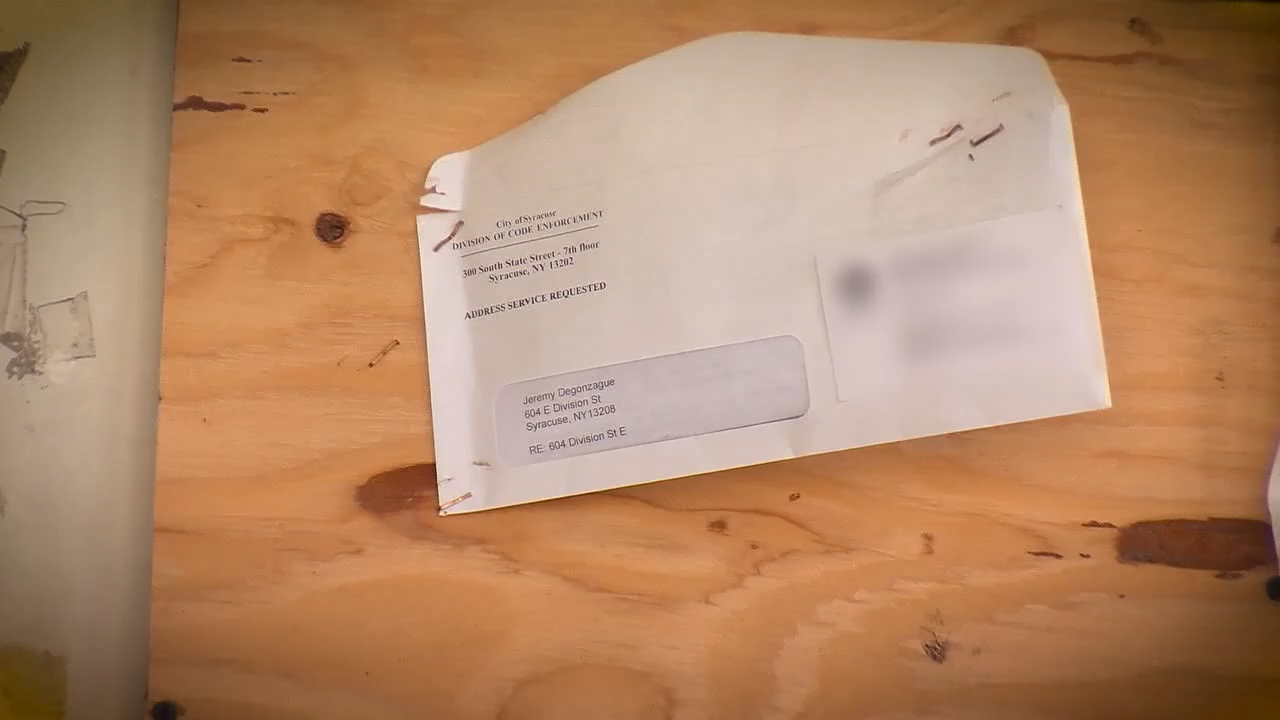 City of Syracuse
DIVISION OF CODE ENFORCEMENT
300 South State Street - 7th floor
Syracuse, NY 13202
ADDRESS SERVICE REQUESTED
Jeremy Degonzague
604 E Division St
Syracuse, NY13208
RE: 604 Division St E